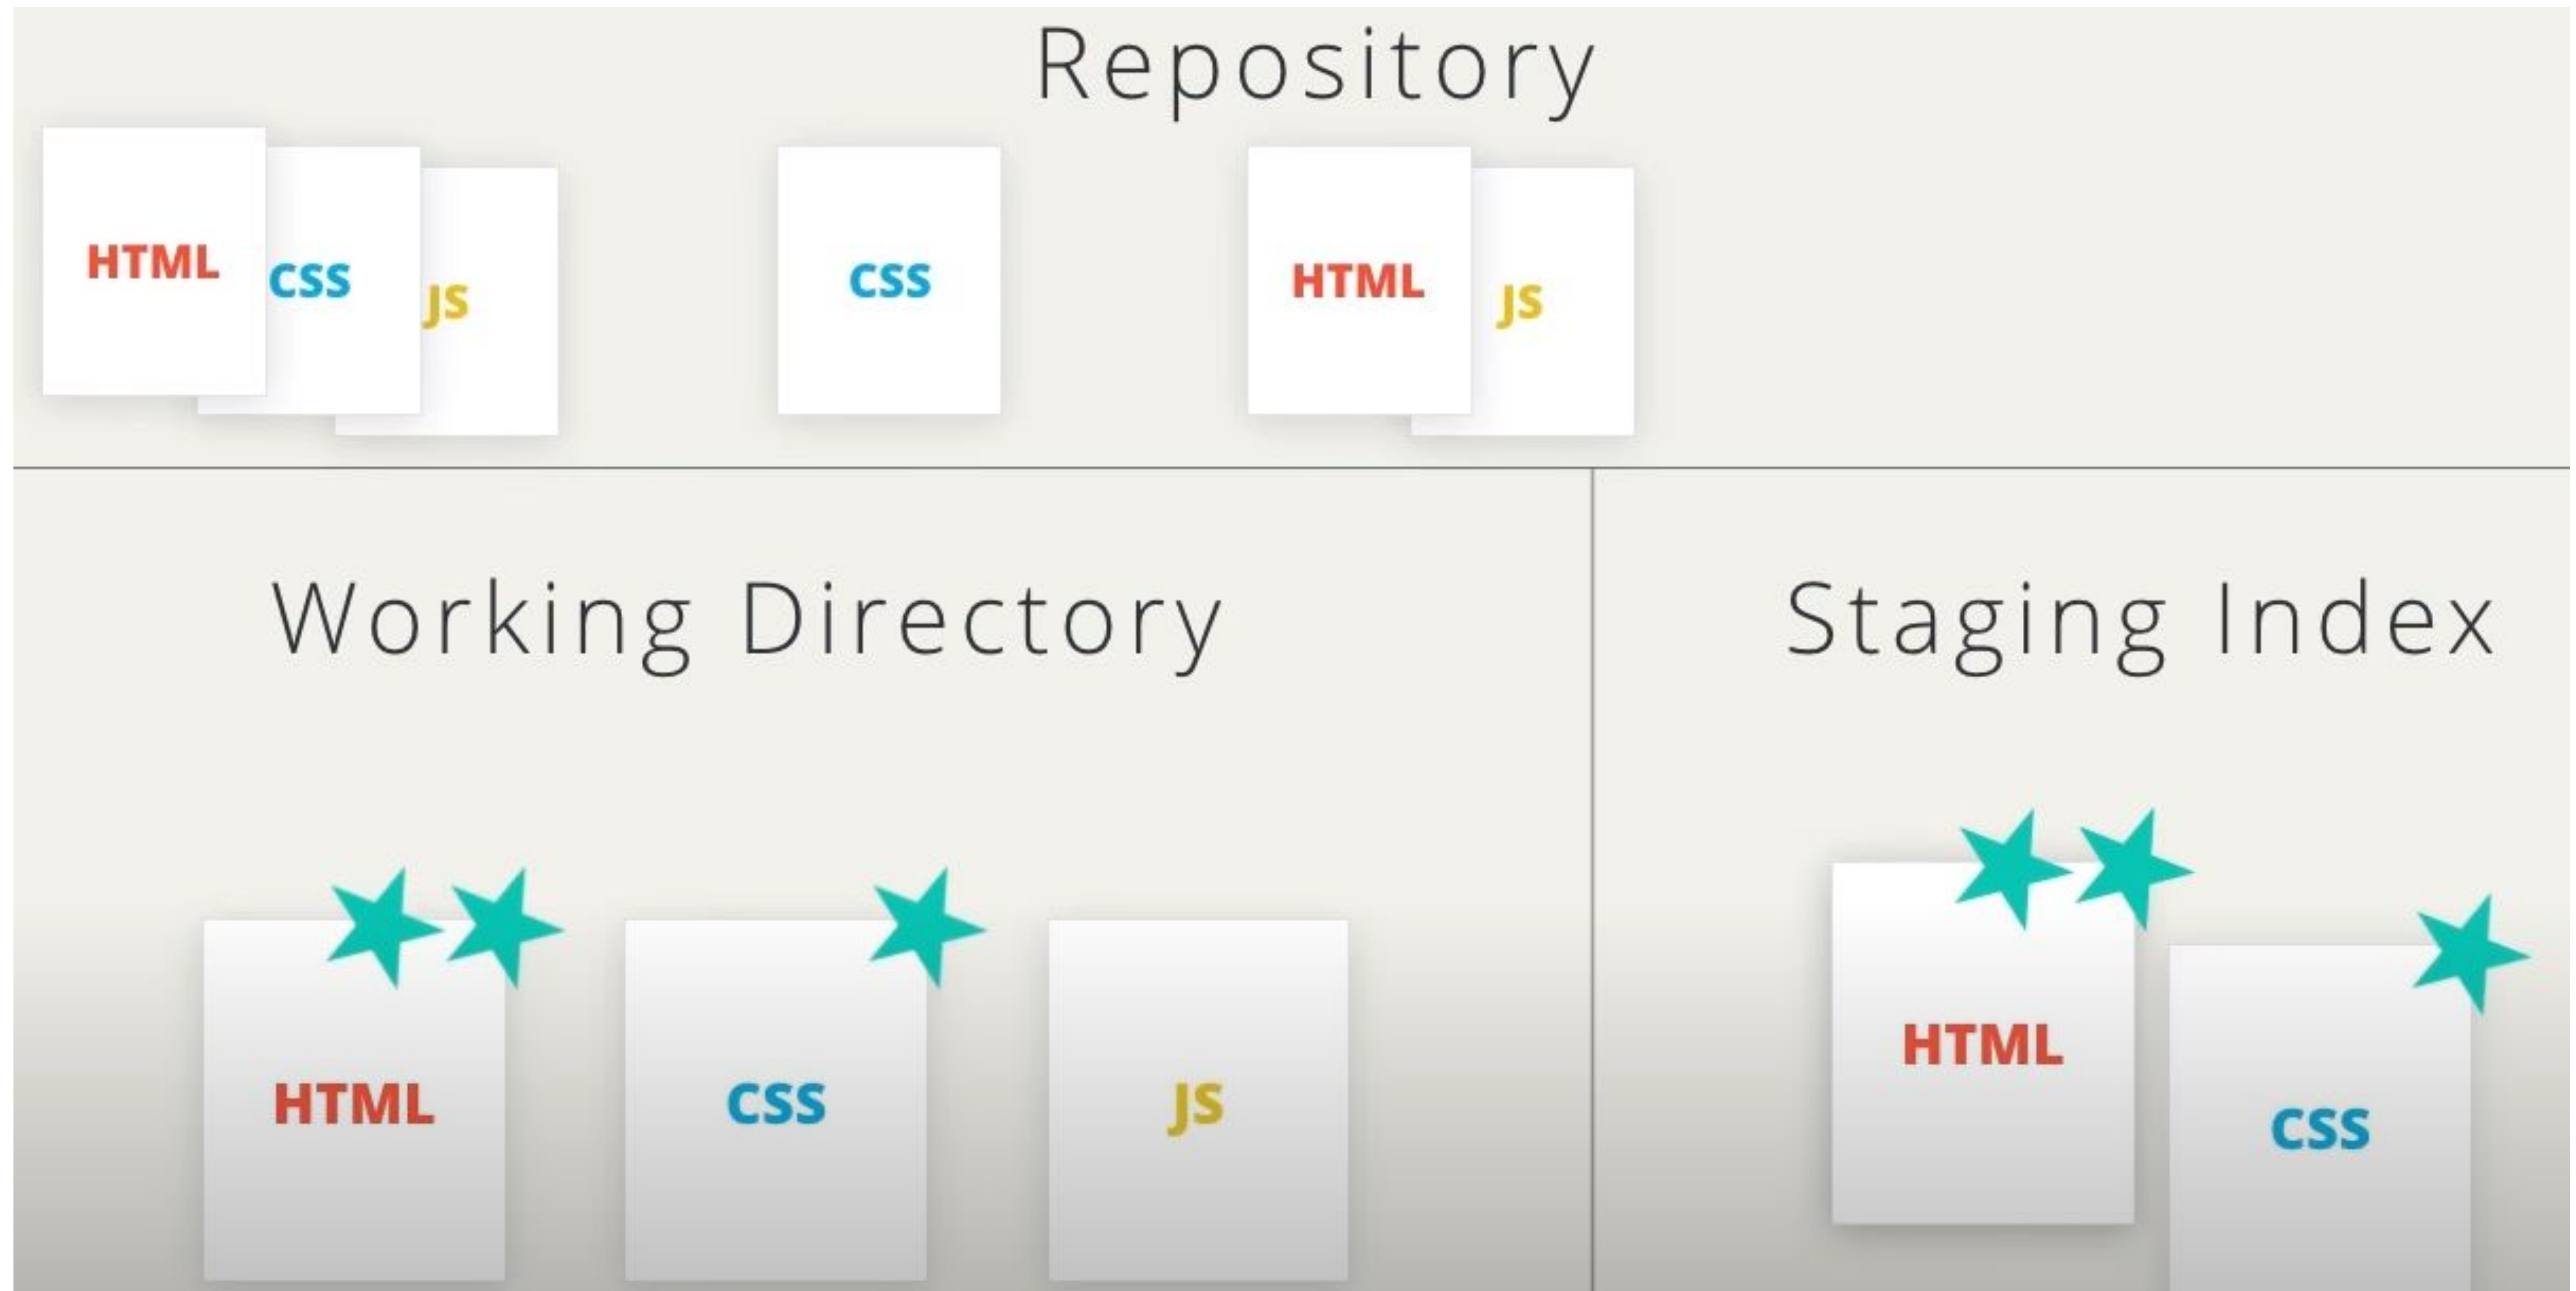 Repository
HTML CSS JS CSS HTML JS
Working Directory
HTML CSS JS
Staging Index
HTML
CSS